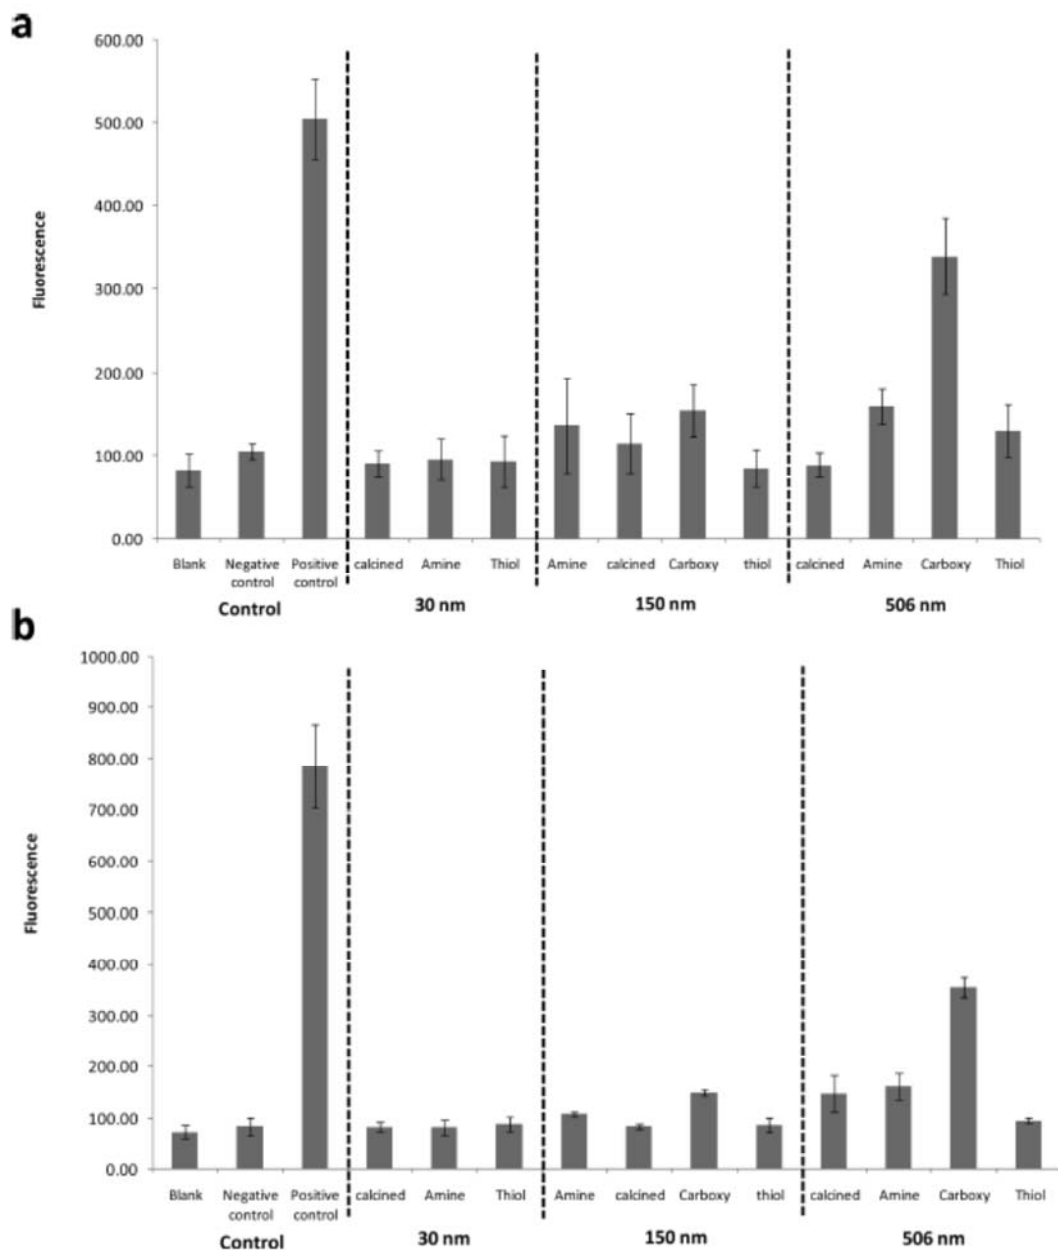 a
600.00
500.00
400.00
300.00
200.00
100.00
0.00
Fluorescence
Blank Negative control Positive control calcined Amine Thiol Amine calcined Carboxy thiol calcined Amine Carboxy Thiol
Control 30 nm 150 nm 506 nm
b
1000.00
900.00
800.00
700.00
600.00
500.00
400.00
300.00
200.00
100.00
0.00
Fluorescence
Blank Negative control Positive control calcined Amine Thiol Amine calcined Carboxy thiol calcined Amine Carboxy Thiol
Control 30 nm 150 nm 506 nm